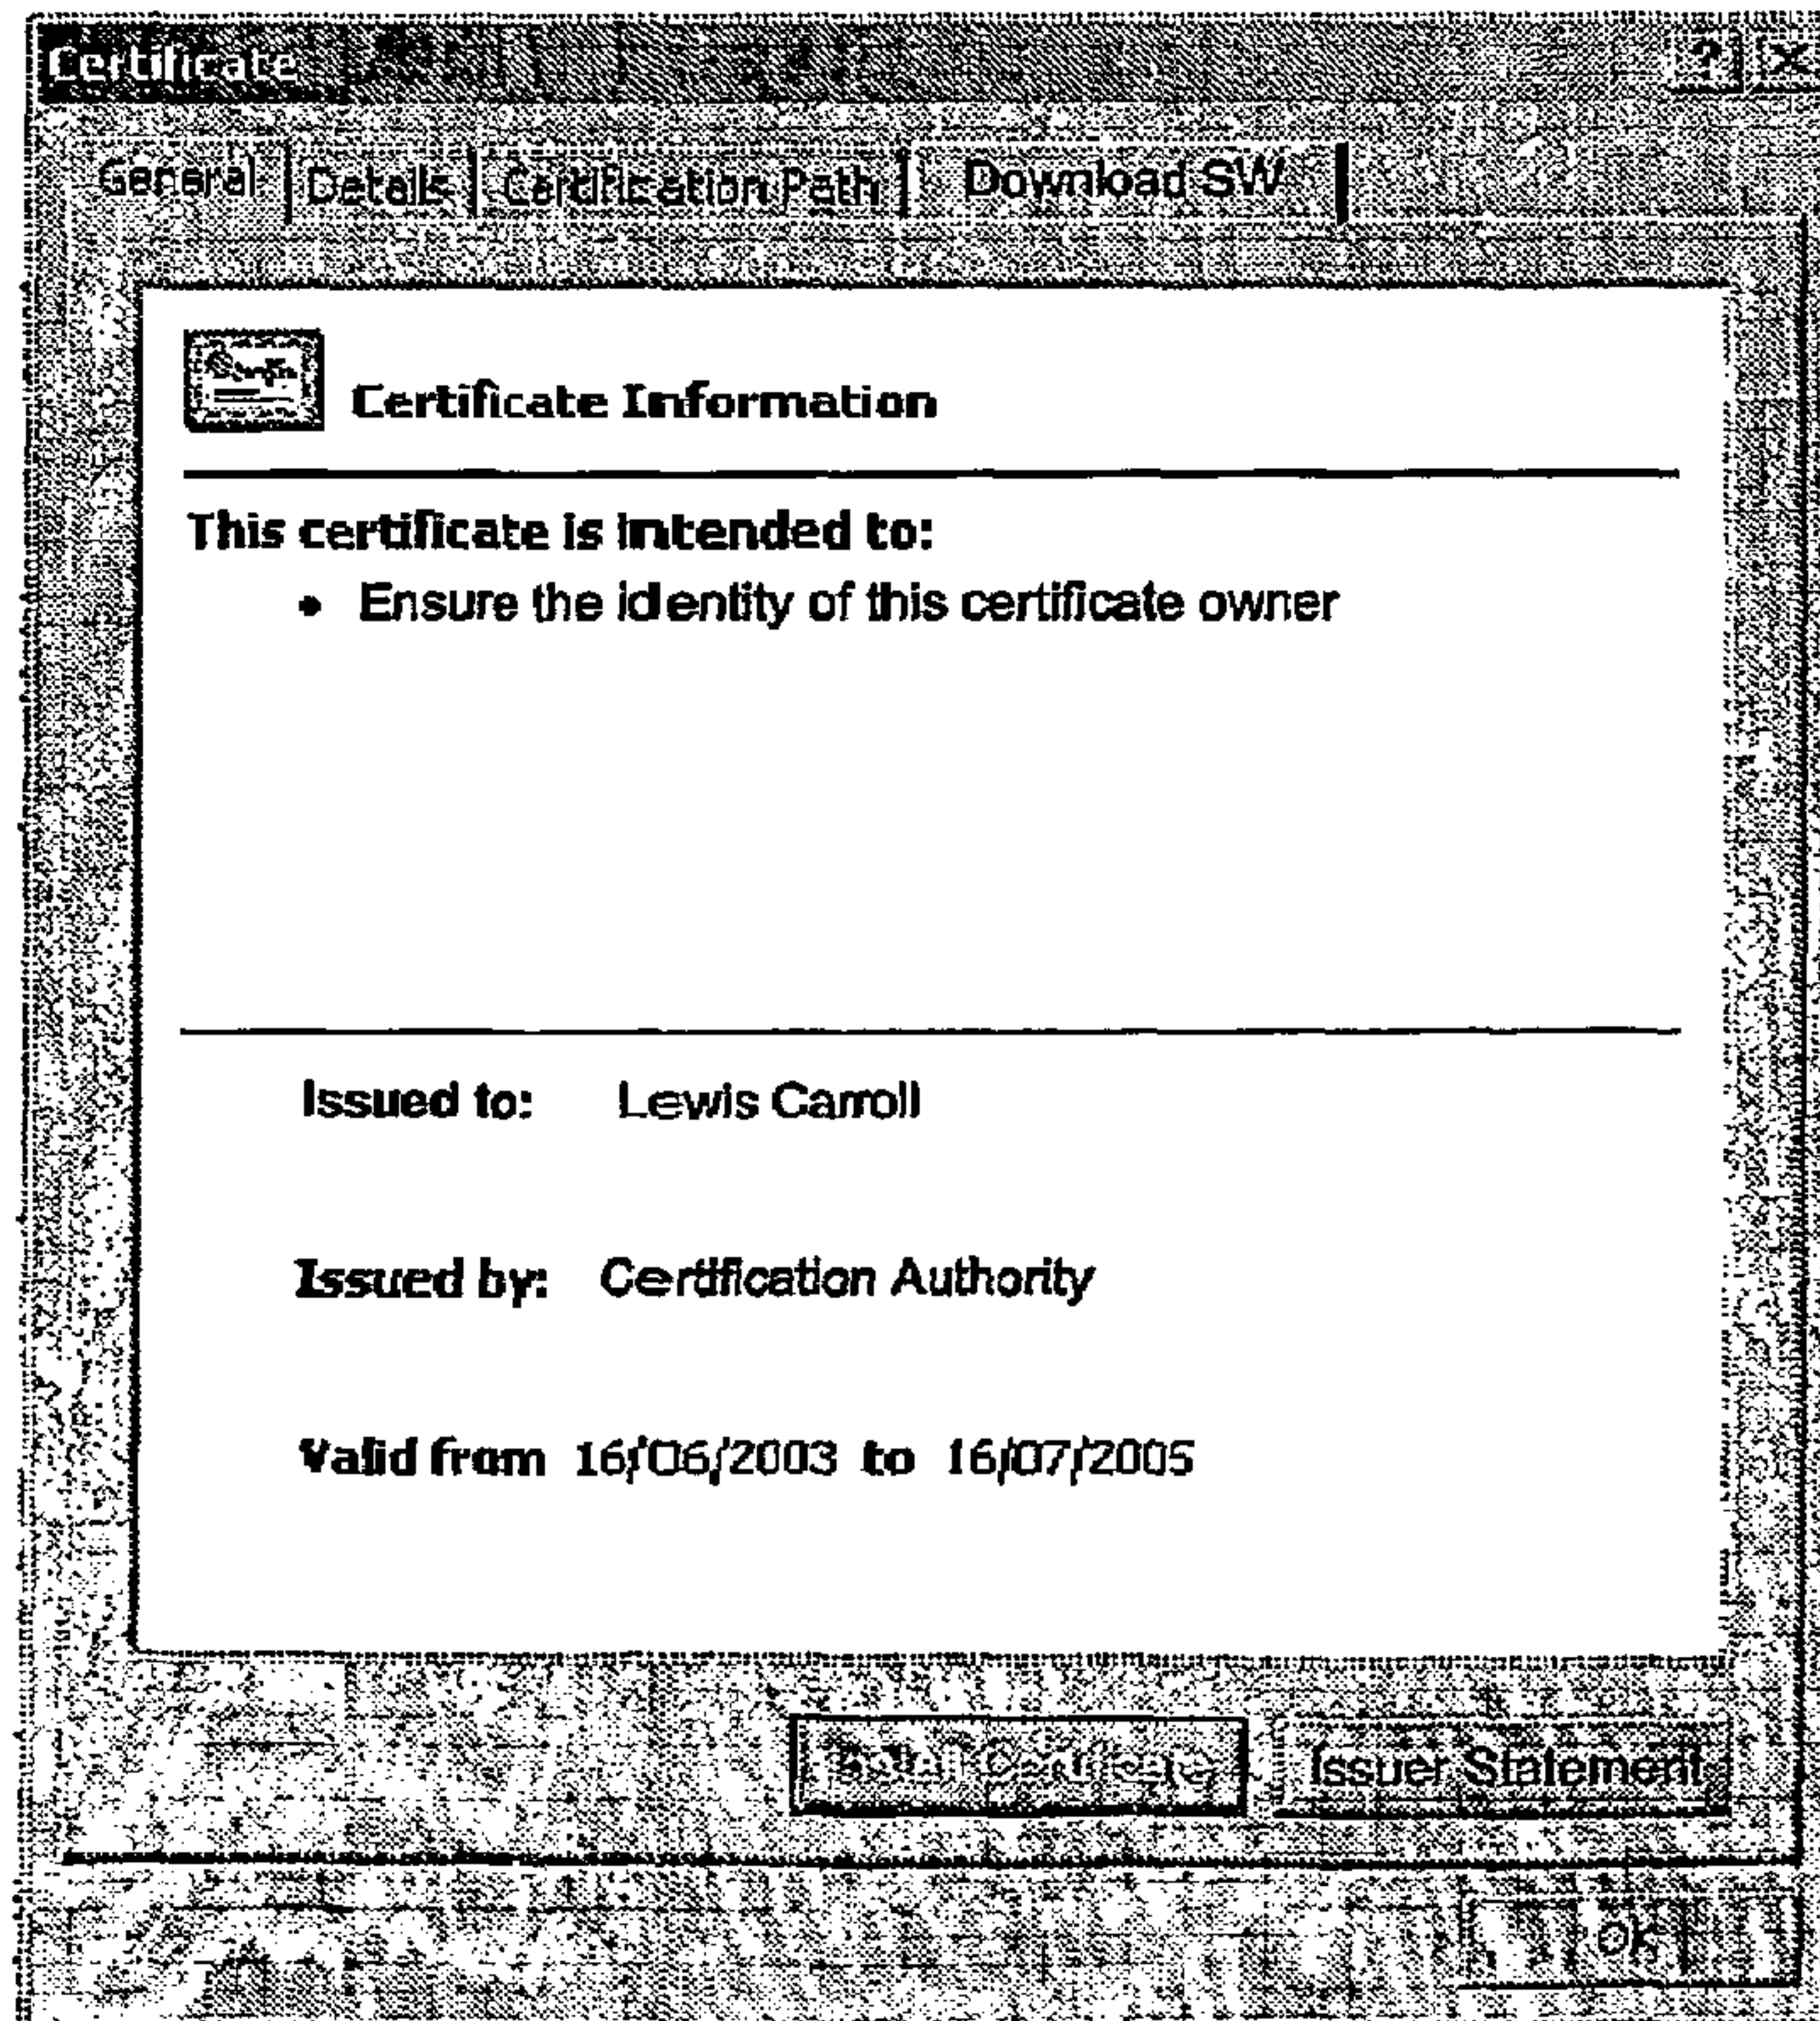 Certificate ? X
General Details Certification Path Download SW
Certificate Information
This certificate is intended to:
• Ensure the identity of this certificate owner
Issued to: Lewis Carroll
Issued by: Certification Authority
Valid from 16/06/2003 to 16/07/2005
Certificate Issuer Statement
OK